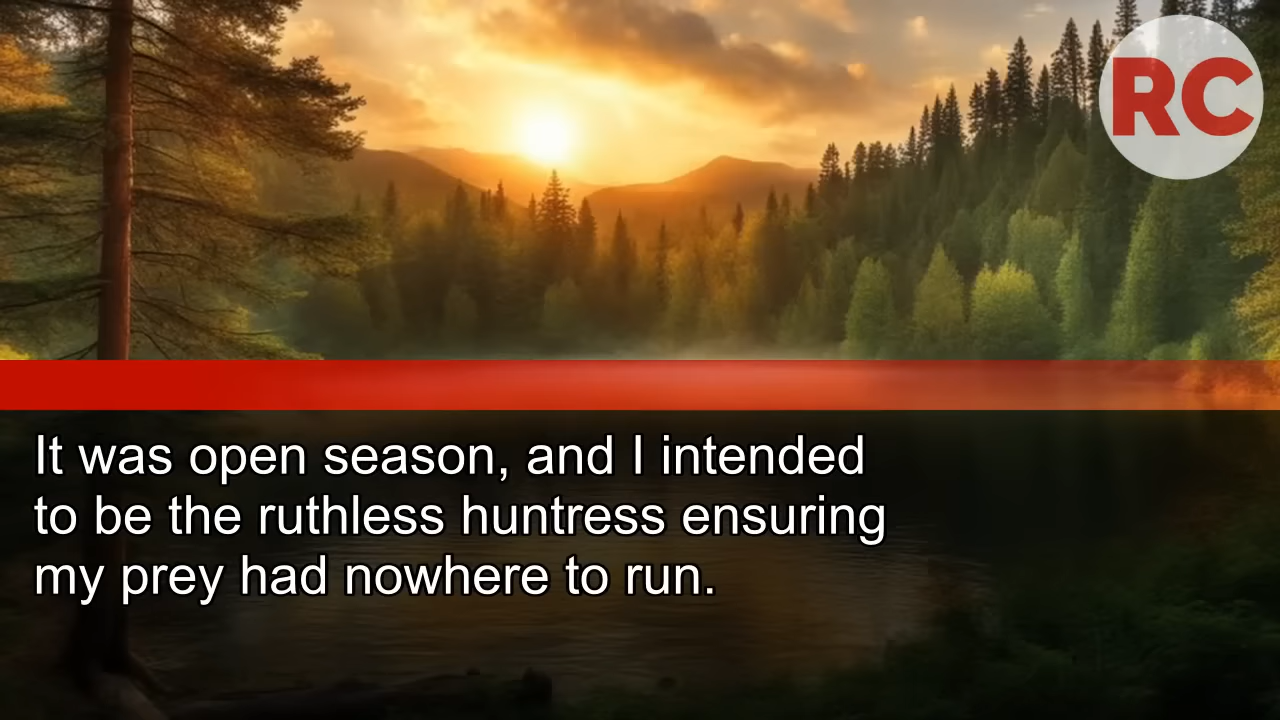 RC
It was open season, and I intended
to be the ruthless huntress ensuring
my prey had nowhere to run.